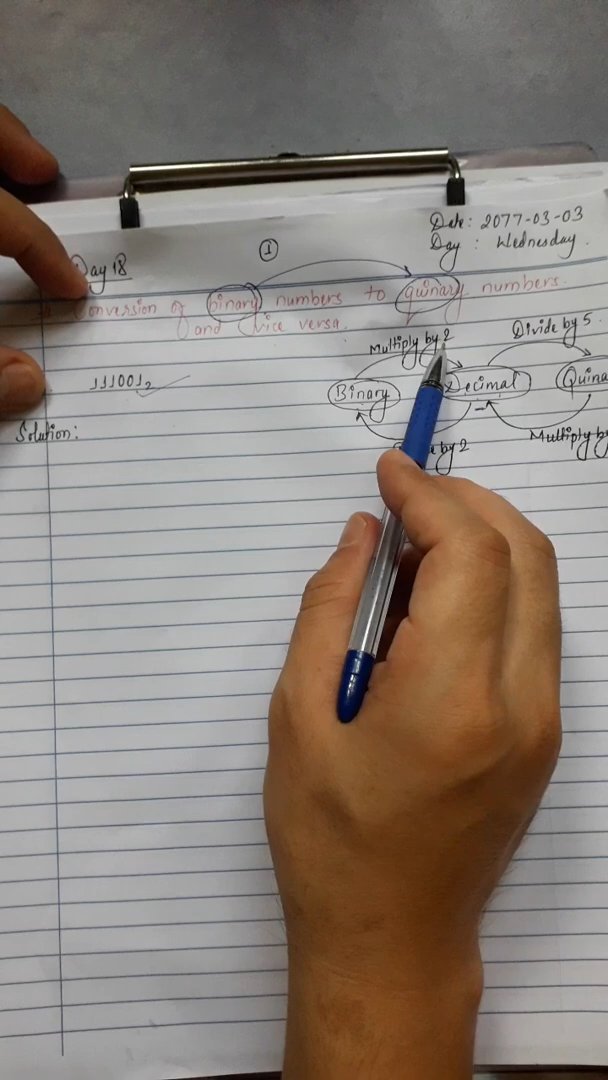 Date: 2077-03-03
Day : Wednesday.
①
Day 18
Conversion of binary numbers to quinary numbers.
and vice versa.
Multiply by 2
Divide by 5
111001₂
Binary
Decimal
Quina
Solution:
by 2
Multiply by